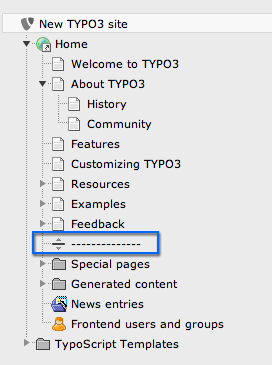 New TYPO3 site
Home
Welcome to TYPO3
About TYPO3
History
Community
Features
Customizing TYPO3
Resources
Examples
Feedback
--------------
Special pages
Generated content
News entries
Frontend users and groups
TypoScript Templates